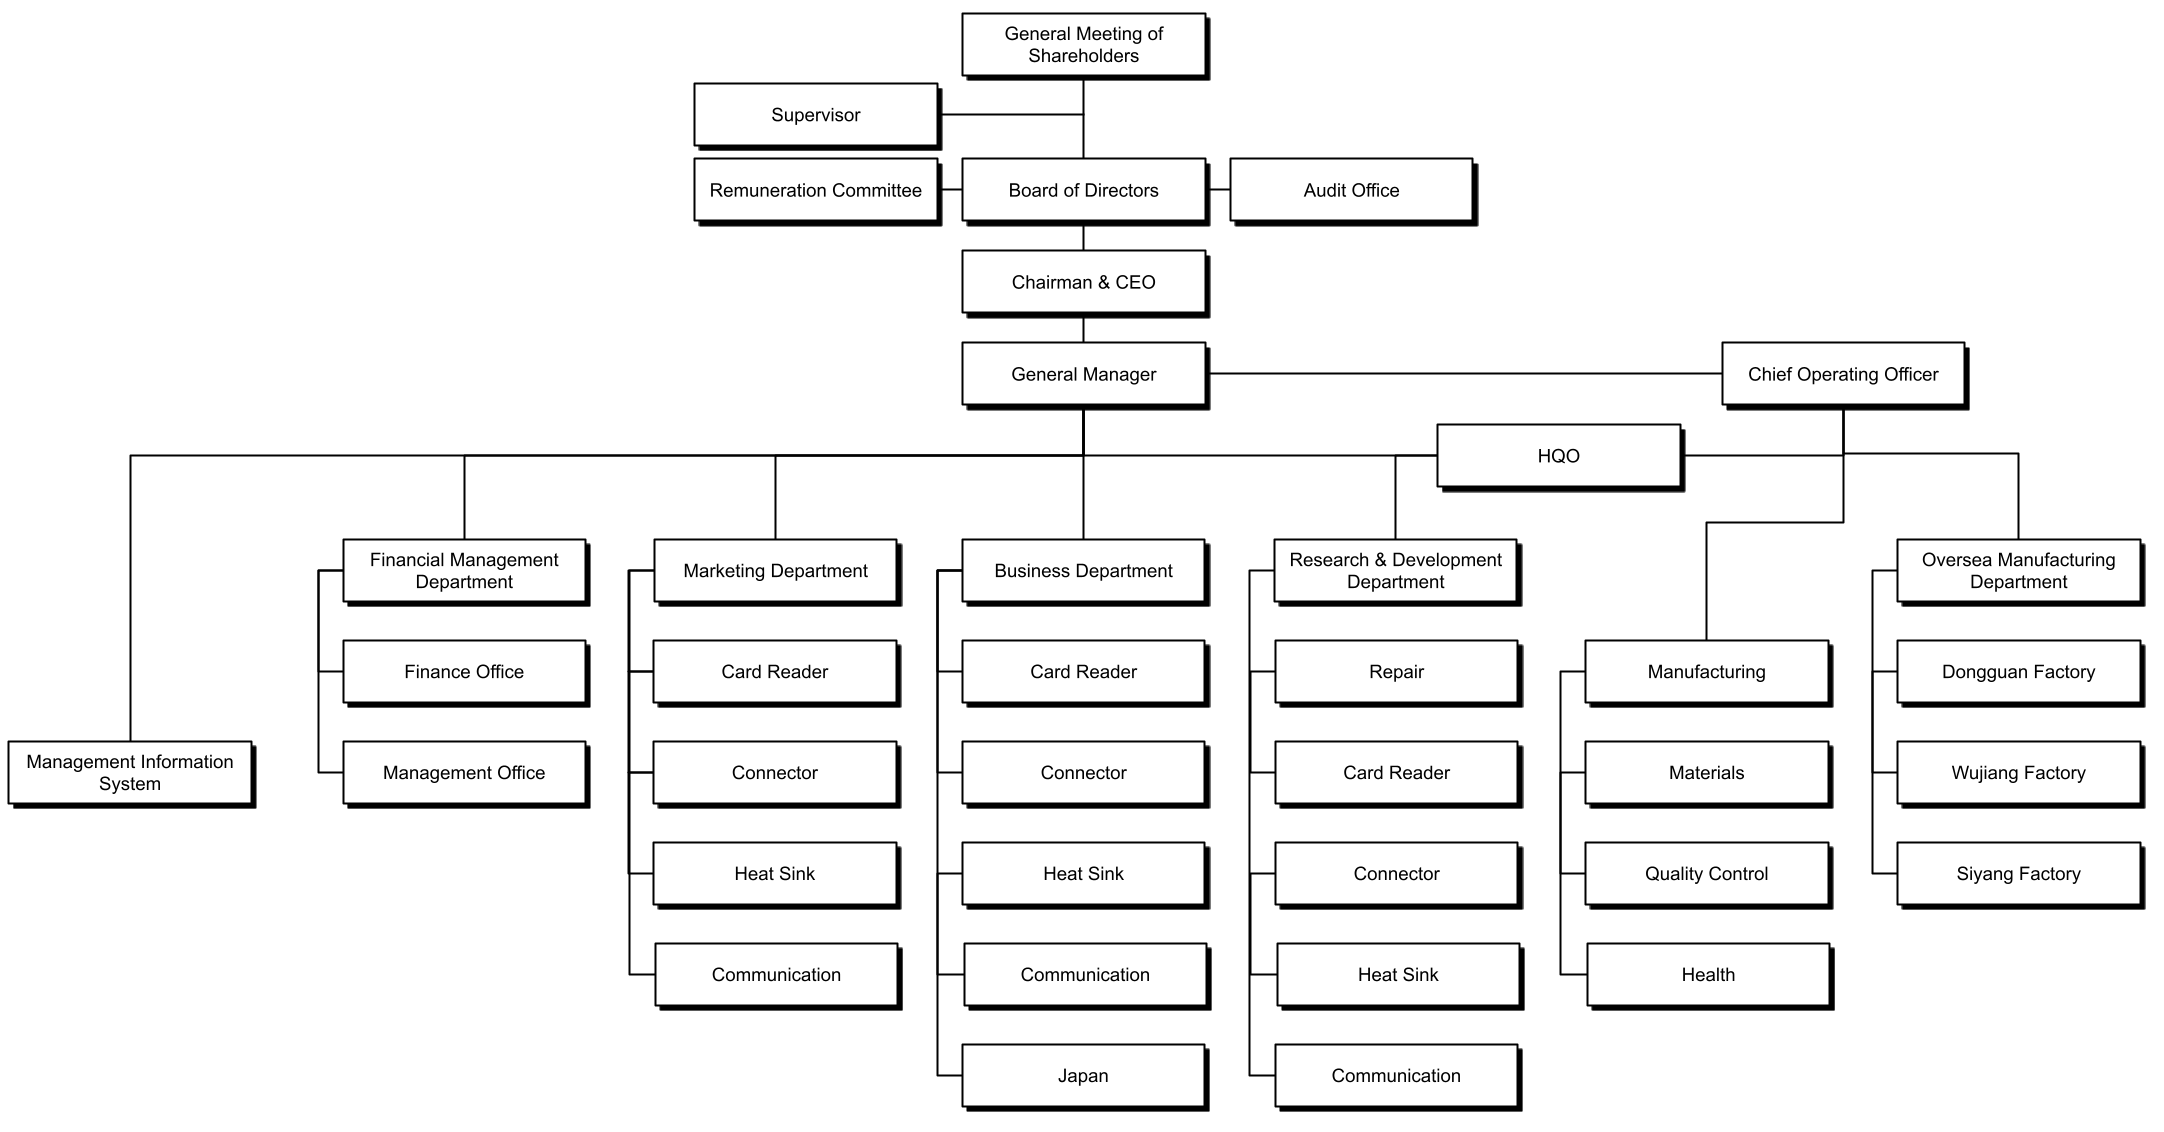 General Meeting of
Shareholders
Supervisor
Remuneration Committee
Board of Directors
Audit Office
Chairman & CEO
General Manager
Chief Operating Officer
HQO
Management Information
System
Financial Management
Department
Finance Office
Management Office
Marketing Department
Card Reader
Connector
Heat Sink
Communication
Business Department
Card Reader
Connector
Heat Sink
Communication
Japan
Research & Development
Department
Repair
Card Reader
Connector
Heat Sink
Communication
Manufacturing
Materials
Quality Control
Health
Oversea Manufacturing
Department
Dongguan Factory
Wujiang Factory
Siyang Factory